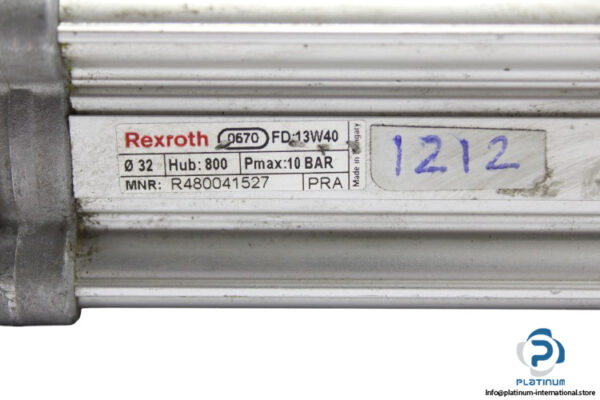 Rexroth 0670 FD:13W40
Ø 32 Hub: 800 Pmax:10 BAR
MNR: R480041527 PRA
Made in Hungary
1212
PLATINUM
Info@platinum-international.store